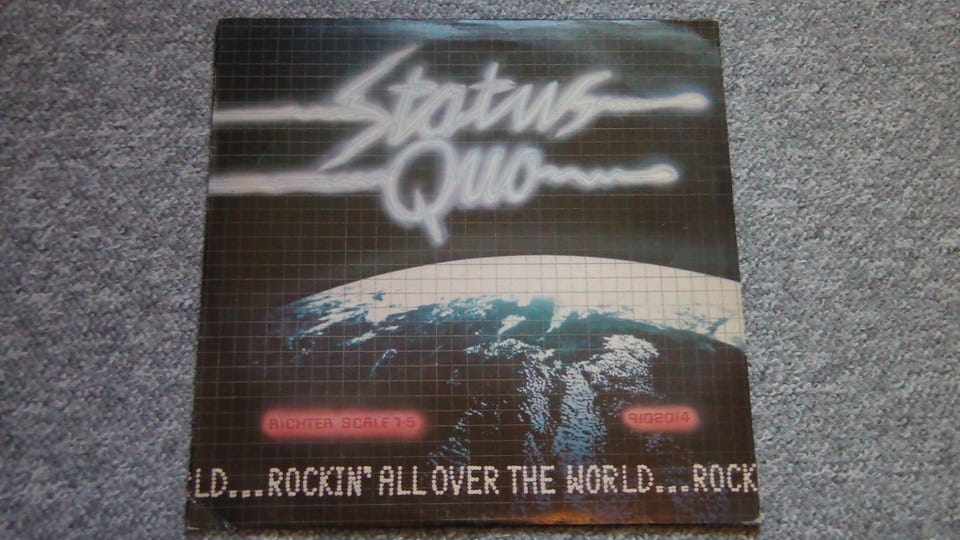 Status
Quo
RICHTER SCALE 7·5
9102014
LD...ROCKIN' ALL OVER THE WORLD...ROCK